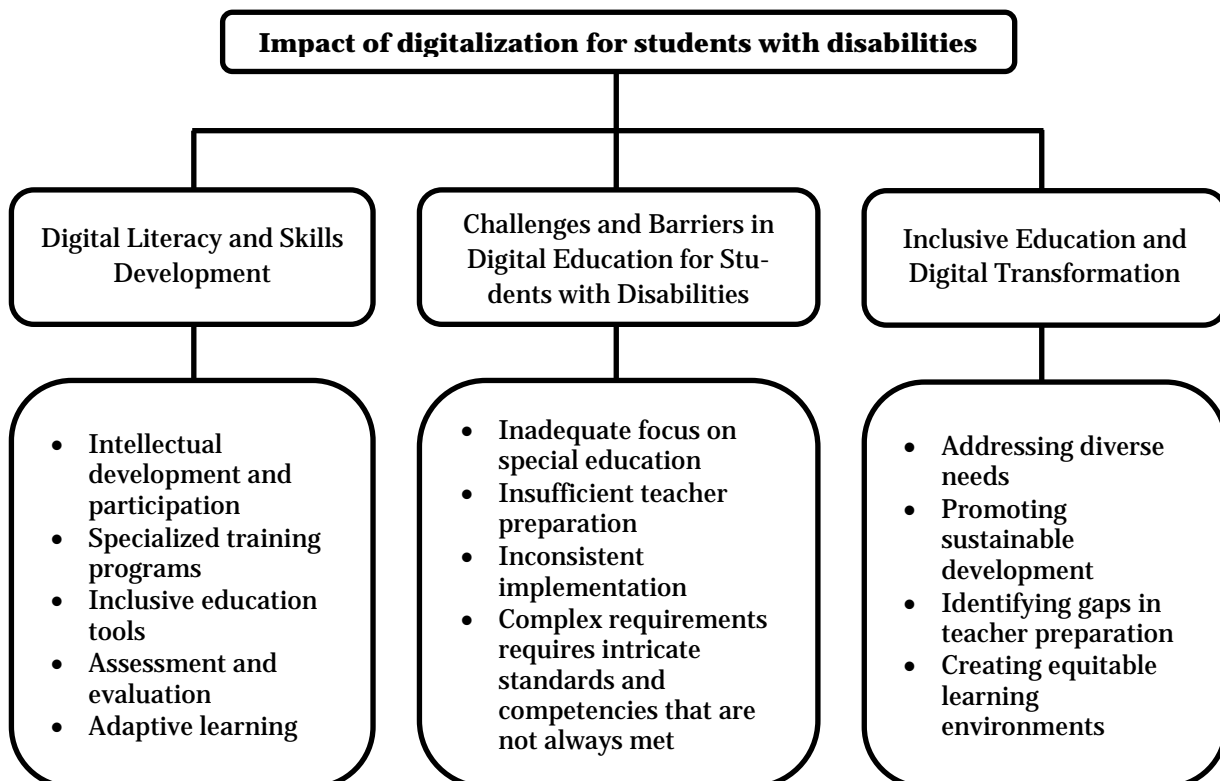 Impact of digitalization for students with disabilities
Digital Literacy and Skills
Development
Challenges and Barriers in
Digital Education for Stu-
dents with Disabilities
Inclusive Education and
Digital Transformation
• Intellectual
development and
participation
• Specialized training
programs
• Inclusive education
tools
• Assessment and
evaluation
• Adaptive learning
• Inadequate focus on
special education
• Insufficient teacher
preparation
• Inconsistent
implementation
• Complex requirements
requires intricate
standards and
competencies that are
not always met
• Addressing diverse
needs
• Promoting
sustainable
development
• Identifying gaps in
teacher preparation
• Creating equitable
learning
environments